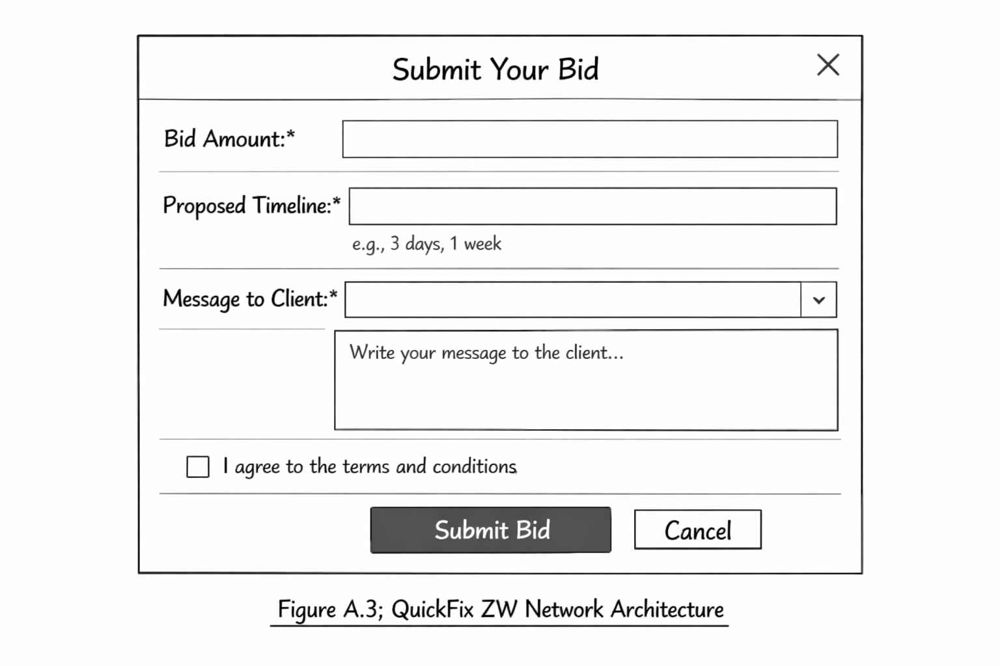 Submit Your Bid
Bid Amount:*
Proposed Timeline:*
e.g., 3 days, 1 week
Message to Client:*
Write your message to the client...
I agree to the terms and conditions
Submit Bid
Cancel
Figure A.3; QuickFix ZW Network Architecture